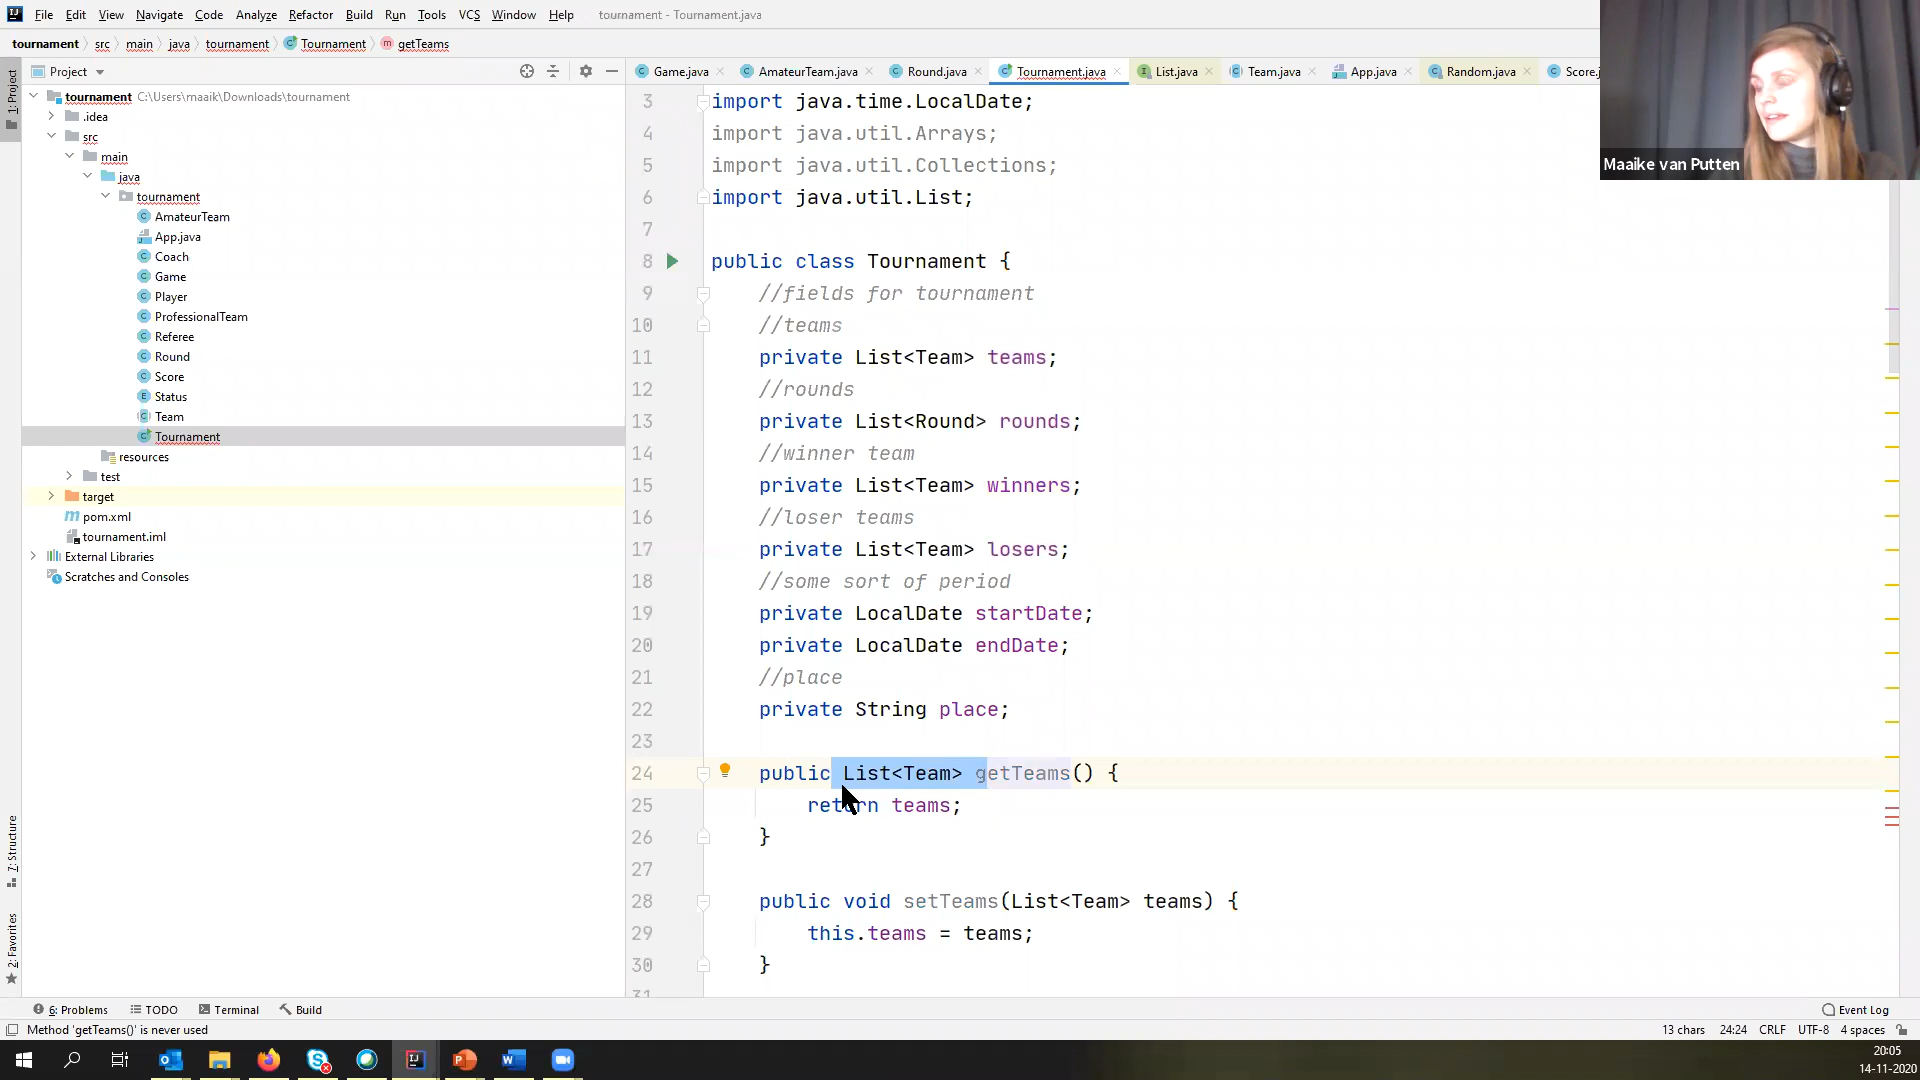 File Edit View Navigate Code Analyze Refactor Build Run Tools VCS Window Help tournament - Tournament.java
tournament src main java tournament Tournament getTeams
Project
Game.java AmateurTeam.java Round.java Tournament.java List.java Team.java App.java Random.java Score.j
Maaike van Putten
1: Project
7: Structure
2: Favorites
tournament C:\Users\maaik\Downloads\tournament
.idea
src
main
java
tournament
AmateurTeam
App.java
Coach
Game
Player
ProfessionalTeam
Referee
Round
Score
Status
Team
Tournament
resources
test
target
pom.xml
tournament.iml
External Libraries
Scratches and Consoles
3 import java.time.LocalDate;
4 import java.util.Arrays;
5 import java.util.Collections;
6 import java.util.List;
7
8 public class Tournament {
9 //fields for tournament
10 //teams
11 private List<Team> teams;
12 //rounds
13 private List<Round> rounds;
14 //winner team
15 private List<Team> winners;
16 //loser teams
17 private List<Team> losers;
18 //some sort of period
19 private LocalDate startDate;
20 private LocalDate endDate;
21 //place
22 private String place;
23
24 public List<Team> getTeams() {
25 return teams;
26 }
27
28 public void setTeams(List<Team> teams) {
29 this.teams = teams;
30 }
31
6: Problems TODO Terminal Build Event Log
Method 'getTeams()' is never used 13 chars 24:24 CRLF UTF-8 4 spaces
20:05
14-11-2020